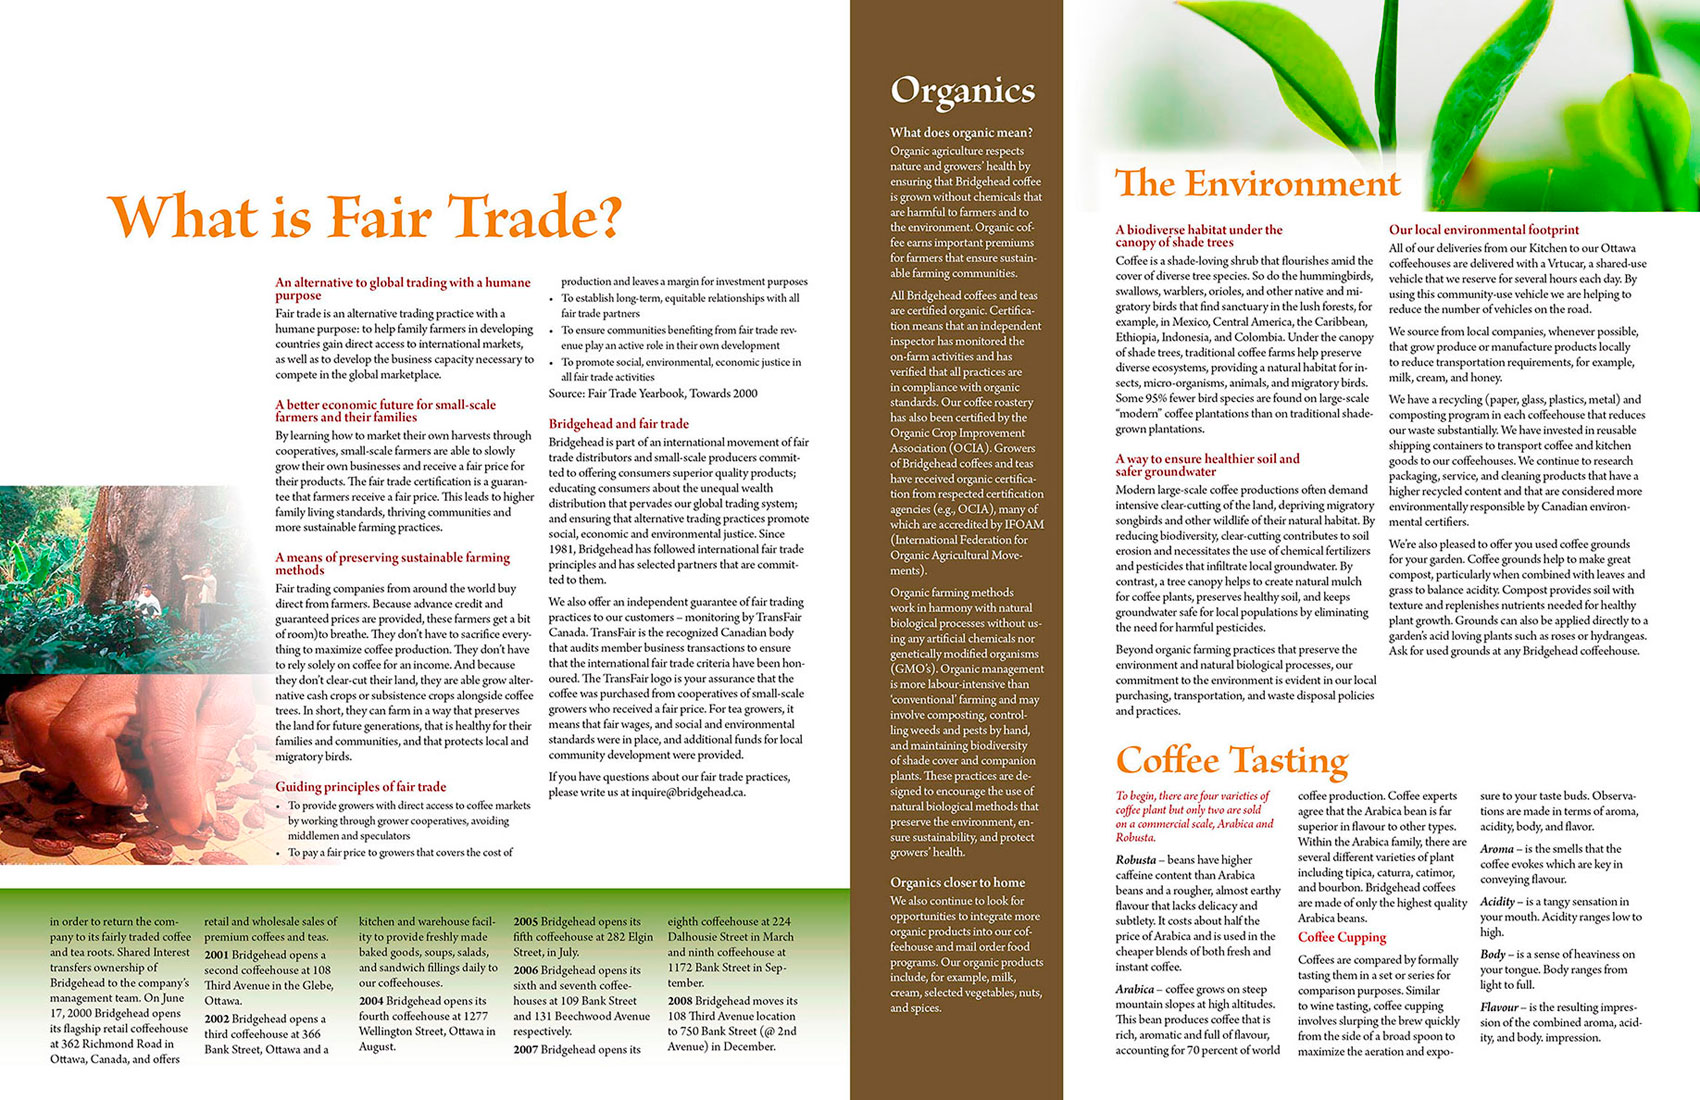 What is Fair Trade?
An alternative to global trading with a humane
purpose
Fair trade is an alternative trading practice with a
humane purpose: to help family farmers in developing
countries gain direct access to international markets,
as well as to develop the business capacity necessary to
compete in the global marketplace.
A better economic future for small-scale
farmers and their families
By learning how to market their own harvests through
cooperatives, small-scale farmers are able to slowly
grow their own businesses and receive a fair price for
their products. The fair trade certification is a guaran-
tee that farmers receive a fair price. This leads to higher
family living standards, thriving communities and
more sustainable farming practices.
A means of preserving sustainable farming
methods
Fair trading companies from around the world buy
direct from farmers. Because advance credit and
guaranteed prices are provided, these farmers get a bit
of room)to breathe. They don't have to sacrifice every-
thing to maximize coffee production. They don't have
to rely solely on coffee for an income. And because
they don't clear-cut their land, they are able grow alter-
native cash crops or subsistence crops alongside coffee
trees. In short, they can farm in a way that preserves
the land for future generations, that is healthy for their
families and communities, and that protects local and
migratory birds.
Guiding principles of fair trade
• To provide growers with direct access to coffee markets
by working through grower cooperatives, avoiding
middlemen and speculators
• To pay a fair price to growers that covers the cost of
production and leaves a margin for investment purposes
• To establish long-term, equitable relationships with all
fair trade partners
• To ensure communities benefiting from fair trade rev-
enue play an active role in their own development
• To promote social, environmental, economic justice in
all fair trade activities
Source: Fair Trade Yearbook, Towards 2000
Bridgehead and fair trade
Bridgehead is part of an international movement of fair
trade distributors and small-scale producers commit-
ted to offering consumers superior quality products;
educating consumers about the unequal wealth
distribution that pervades our global trading system;
and ensuring that alternative trading practices promote
social, economic and environmental justice. Since
1981, Bridgehead has followed international fair trade
principles and has selected partners that are commit-
ted to them.
We also offer an independent guarantee of fair trading
practices to our customers – monitoring by TransFair
Canada. TransFair is the recognized Canadian body
that audits member business transactions to ensure
that the international fair trade criteria have been hon-
oured. The TransFair logo is your assurance that the
coffee was purchased from cooperatives of small-scale
growers who received a fair price. For tea growers, it
means that fair wages, and social and environmental
standards were in place, and additional funds for local
community development were provided.
If you have questions about our fair trade practices,
please write us at inquire@bridgehead.ca.
in order to return the com-
pany to its fairly traded coffee
and tea roots. Shared Interest
transfers ownership of
Bridgehead to the company's
management team. On June
17, 2000 Bridgehead opens
its flagship retail coffeehouse
at 362 Richmond Road in
Ottawa, Canada, and offers
retail and wholesale sales of
premium coffees and teas.
2001 Bridgehead opens a
second coffeehouse at 108
Third Avenue in the Glebe,
Ottawa.
2002 Bridgehead opens a
third coffeehouse at 366
Bank Street, Ottawa and a
kitchen and warehouse facil-
ity to provide freshly made
baked goods, soups, salads,
and sandwich fillings daily to
our coffeehouses.
2004 Bridgehead opens its
fourth coffeehouse at 1277
Wellington Street, Ottawa in
August.
2005 Bridgehead opens its
fifth coffeehouse at 282 Elgin
Street, in July.
2006 Bridgehead opens its
sixth and seventh coffee-
houses at 109 Bank Street
and 131 Beechwood Avenue
respectively.
2007 Bridgehead opens its
eighth coffeehouse at 224
Dalhousie Street in March
and ninth coffeehouse at
1172 Bank Street in Sep-
tember.
2008 Bridgehead moves its
108 Third Avenue location
to 750 Bank Street (@ 2nd
Avenue) in December.
Organics
What does organic mean?
Organic agriculture respects
nature and growers' health by
ensuring that Bridgehead coffee
is grown without chemicals that
are harmful to farmers and to
the environment. Organic cof-
fee earns important premiums
for farmers that ensure sustain-
able farming communities.
All Bridgehead coffees and teas
are certified organic. Certifica-
tion means that an independent
inspector has monitored the
on-farm activities and has
verified that all practices are
in compliance with organic
standards. Our coffee roastery
has also been certified by the
Organic Crop Improvement
Association (OCIA). Growers
of Bridgehead coffees and teas
have received organic certifica-
tion from respected certification
agencies (e.g., OCIA), many of
which are accredited by IFOAM
(International Federation for
Organic Agricultural Move-
ments).
Organic farming methods
work in harmony with natural
biological processes without us-
ing any artificial chemicals nor
genetically modified organisms
(GMO's). Organic management
is more labour-intensive than
'conventional' farming and may
involve composting, control-
ling weeds and pests by hand,
and maintaining biodiversity
of shade cover and companion
plants. These practices are de-
signed to encourage the use of
natural biological methods that
preserve the environment, en-
sure sustainability, and protect
growers' health.
Organics closer to home
We also continue to look for
opportunities to integrate more
organic products into our cof-
feehouse and mail order food
programs. Our organic products
include, for example, milk,
cream, selected vegetables, nuts,
and spices.
The Environment
A biodiverse habitat under the
canopy of shade trees
Coffee is a shade-loving shrub that flourishes amid the
cover of diverse tree species. So do the hummingbirds,
swallows, warblers, orioles, and other native and mi-
gratory birds that find sanctuary in the lush forests, for
example, in Mexico, Central America, the Caribbean,
Ethiopia, Indonesia, and Colombia. Under the canopy
of shade trees, traditional coffee farms help preserve
diverse ecosystems, providing a natural habitat for in-
sects, micro-organisms, animals, and migratory birds.
Some 95% fewer bird species are found on large-scale
"modern" coffee plantations than on traditional shade-
grown plantations.
A way to ensure healthier soil and
safer groundwater
Modern large-scale coffee productions often demand
intensive clear-cutting of the land, depriving migratory
songbirds and other wildlife of their natural habitat. By
reducing biodiversity, clear-cutting contributes to soil
erosion and necessitates the use of chemical fertilizers
and pesticides that infiltrate local groundwater. By
contrast, a tree canopy helps to create natural mulch
for coffee plants, preserves healthy soil, and keeps
groundwater safe for local populations by eliminating
the need for harmful pesticides.
Beyond organic farming practices that preserve the
environment and natural biological processes, our
commitment to the environment is evident in our local
purchasing, transportation, and waste disposal policies
and practices.
Our local environmental footprint
All of our deliveries from our Kitchen to our Ottawa
coffeehouses are delivered with a Vrtucar, a shared-use
vehicle that we reserve for several hours each day. By
using this community-use vehicle we are helping to
reduce the number of vehicles on the road.
We source from local companies, whenever possible,
that grow produce or manufacture products locally
to reduce transportation requirements, for example,
milk, cream, and honey.
We have a recycling (paper, glass, plastics, metal) and
composting program in each coffeehouse that reduces
our waste substantially. We have invested in reusable
shipping containers to transport coffee and kitchen
goods to our coffeehouses. We continue to research
packaging, service, and cleaning products that have a
higher recycled content and that are considered more
environmentally responsible by Canadian environ-
mental certifiers.
We're also pleased to offer you used coffee grounds
for your garden. Coffee grounds help to make great
compost, particularly when combined with leaves and
grass to balance acidity. Compost provides soil with
texture and replenishes nutrients needed for healthy
plant growth. Grounds can also be applied directly to a
garden's acid loving plants such as roses or hydrangeas.
Ask for used grounds at any Bridgehead coffeehouse.
Coffee Tasting
To begin, there are four varieties of
coffee plant but only two are sold
on a commercial scale, Arabica and
Robusta.
Robusta – beans have higher
caffeine content than Arabica
beans and a rougher, almost earthy
flavour that lacks delicacy and
subtlety. It costs about half the
price of Arabica and is used in the
cheaper blends of both fresh and
instant coffee.
Arabica – coffee grows on steep
mountain slopes at high altitudes.
This bean produces coffee that is
rich, aromatic and full of flavour,
accounting for 70 percent of world
coffee production. Coffee experts
agree that the Arabica bean is far
superior in flavour to other types.
Within the Arabica family, there are
several different varieties of plant
including tipica, caturra, catimor,
and bourbon. Bridgehead coffees
are made of only the highest quality
Arabica beans.
Coffee Cupping
Coffees are compared by formally
tasting them in a set or series for
comparison purposes. Similar
to wine tasting, coffee cupping
involves slurping the brew quickly
from the side of a broad spoon to
maximize the aeration and expo-
sure to your taste buds. Observa-
tions are made in terms of aroma,
acidity, body, and flavor.
Aroma – is the smells that the
coffee evokes which are key in
conveying flavour.
Acidity – is a tangy sensation in
your mouth. Acidity ranges low to
high.
Body – is a sense of heaviness on
your tongue. Body ranges from
light to full.
Flavour – is the resulting impres-
sion of the combined aroma, acid-
ity, and body. impression.